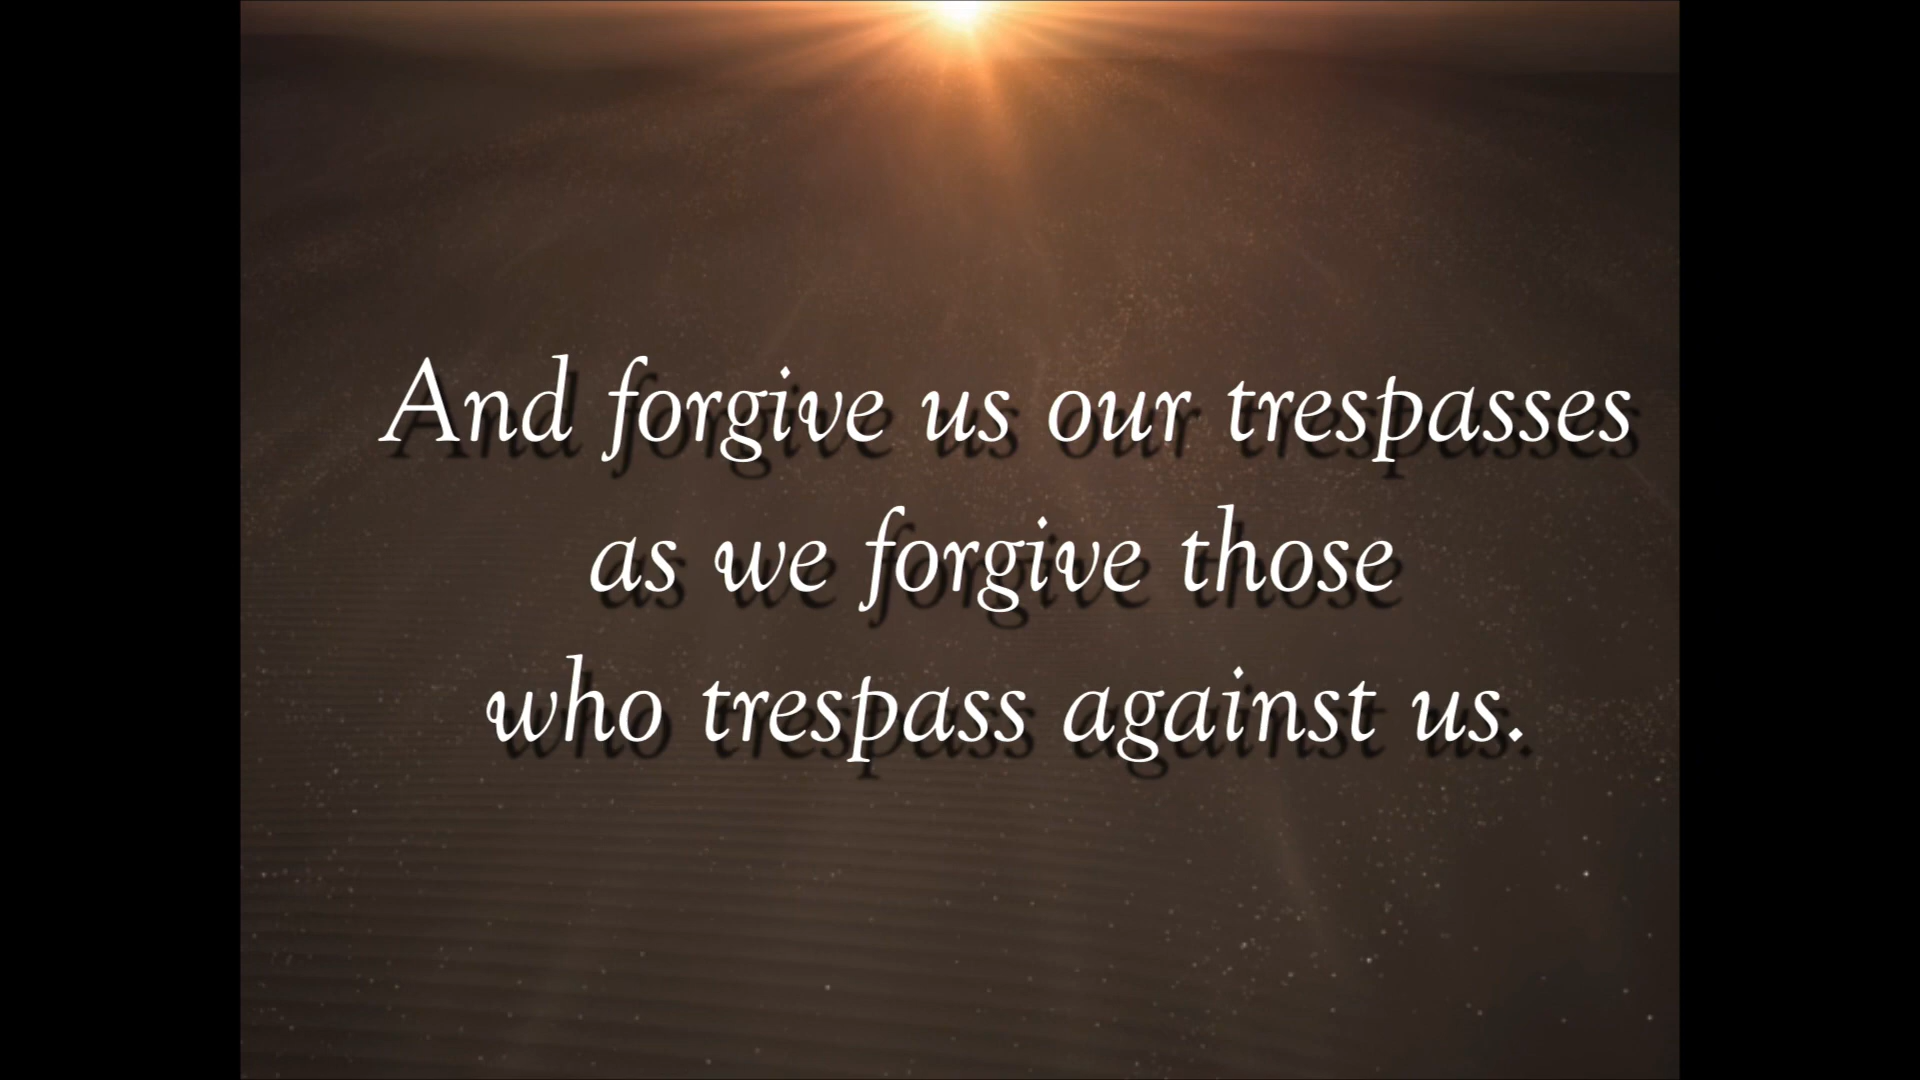 And forgive us our trespasses
as we forgive those
who trespass against us.